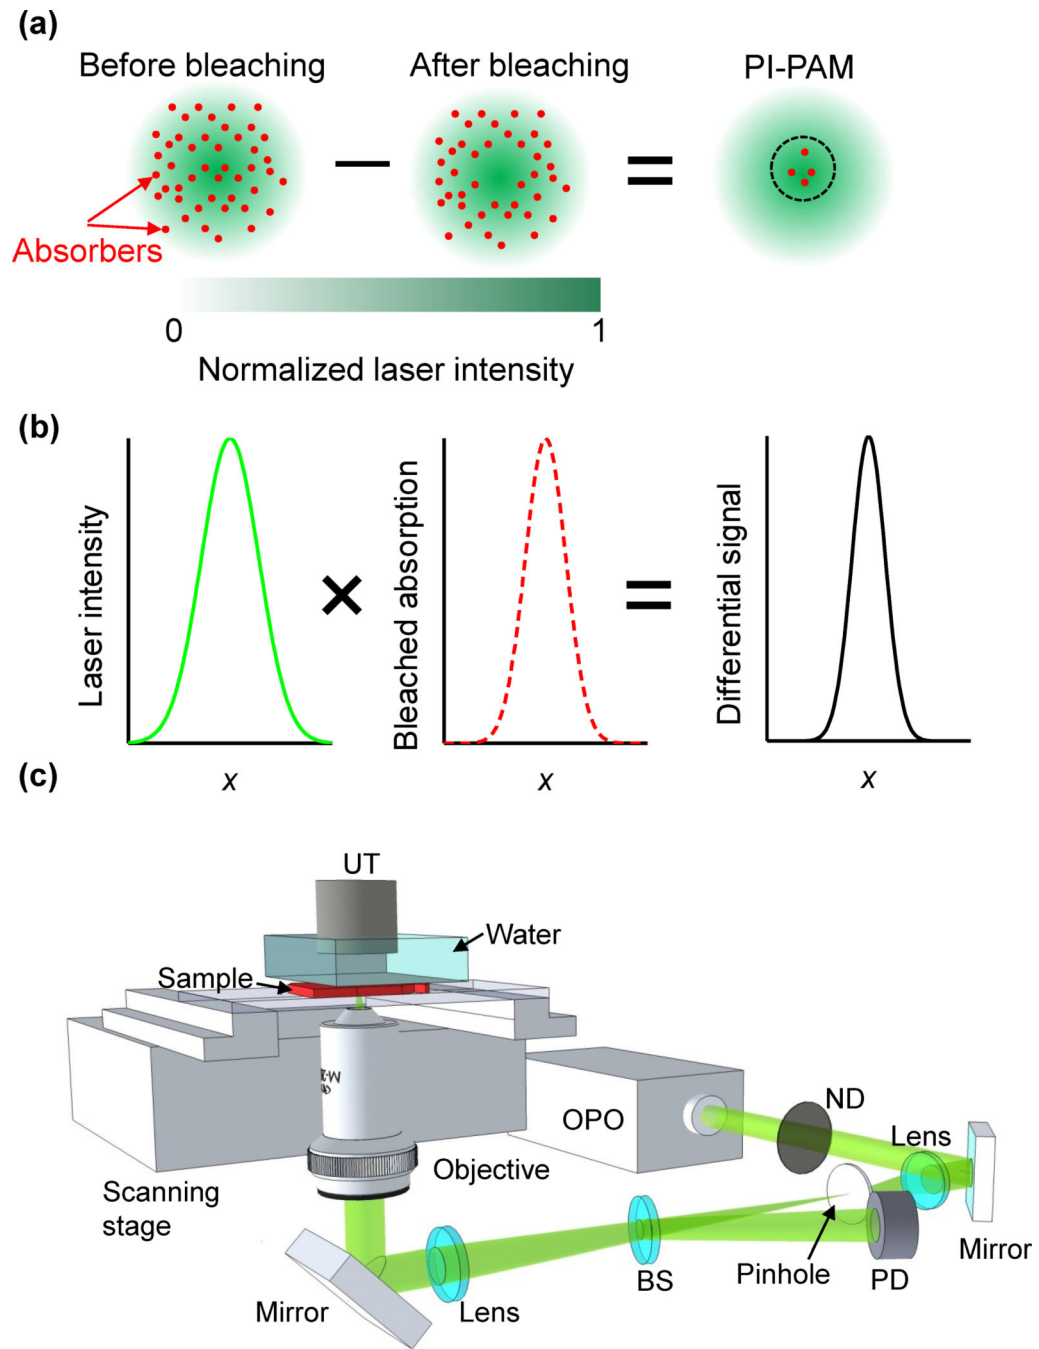 (a)
Before bleaching
After bleaching
PI-PAM
Absorbers
0
1
Normalized laser intensity
(b)
Laser intensity
Bleached absorption
Differential signal
x
x
x
(c)
UT
Water
Sample
OPO
ND
Lens
Objective
Scanning
stage
Mirror
Pinhole
PD
BS
Lens
Mirror